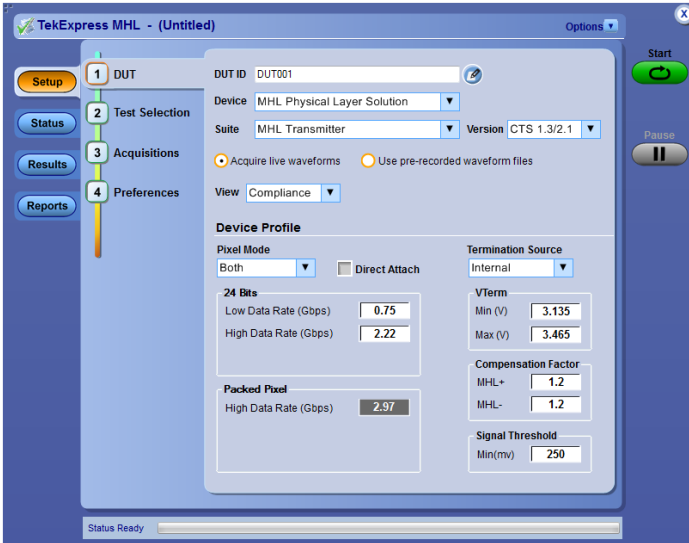 TekExpress MHL - (Untitled)
Options
x
Start
Pause
Setup
Status
Results
Reports
1 DUT
2 Test Selection
3 Acquisitions
4 Preferences
DUT ID DUT001
Device MHL Physical Layer Solution
Suite MHL Transmitter Version CTS 1.3/2.1
Acquire live waveforms Use pre-recorded waveform files
View Compliance
Device Profile
Pixel Mode Termination Source
Both Direct Attach Internal
24 Bits
Low Data Rate (Gbps) 0.75
High Data Rate (Gbps) 2.22
Packed Pixel
High Data Rate (Gbps) 2.97
VTerm
Min (V) 3.135
Max (V) 3.465
Compensation Factor
MHL+ 1.2
MHL- 1.2
Signal Threshold
Min(mv) 250
Status Ready